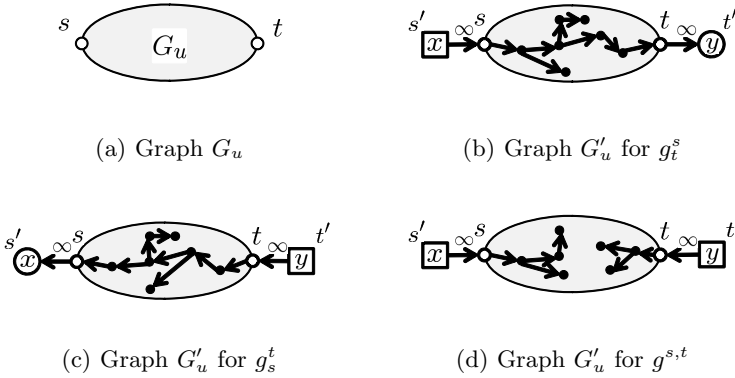 s t
G_u
(a) Graph G_u
s' s t t'
x ∞ ∞ y
(b) Graph G'_u for g^s_t
s' s t t'
x ∞ ∞ y
(c) Graph G'_u for g^t_s
s' s t t'
x ∞ ∞ y
(d) Graph G'_u for g^{s,t}